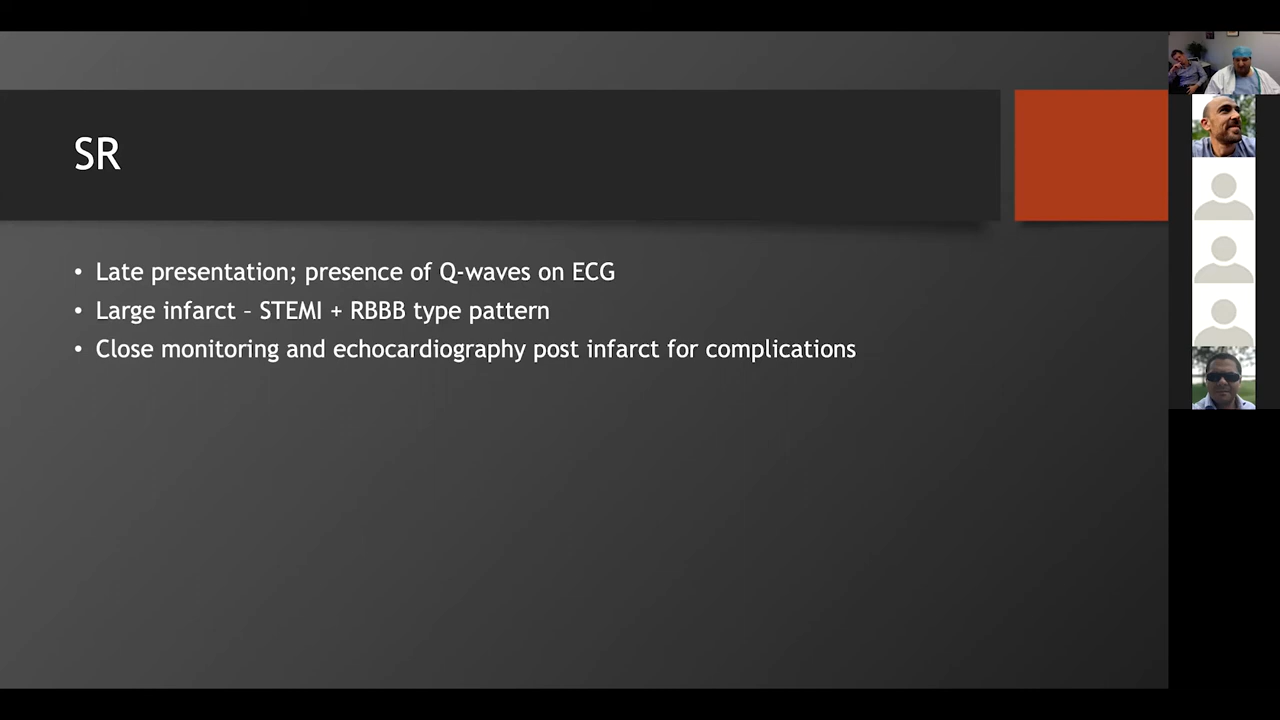 SR
• Late presentation; presence of Q-waves on ECG
• Large infarct – STEMI + RBBB type pattern
• Close monitoring and echocardiography post infarct for complications